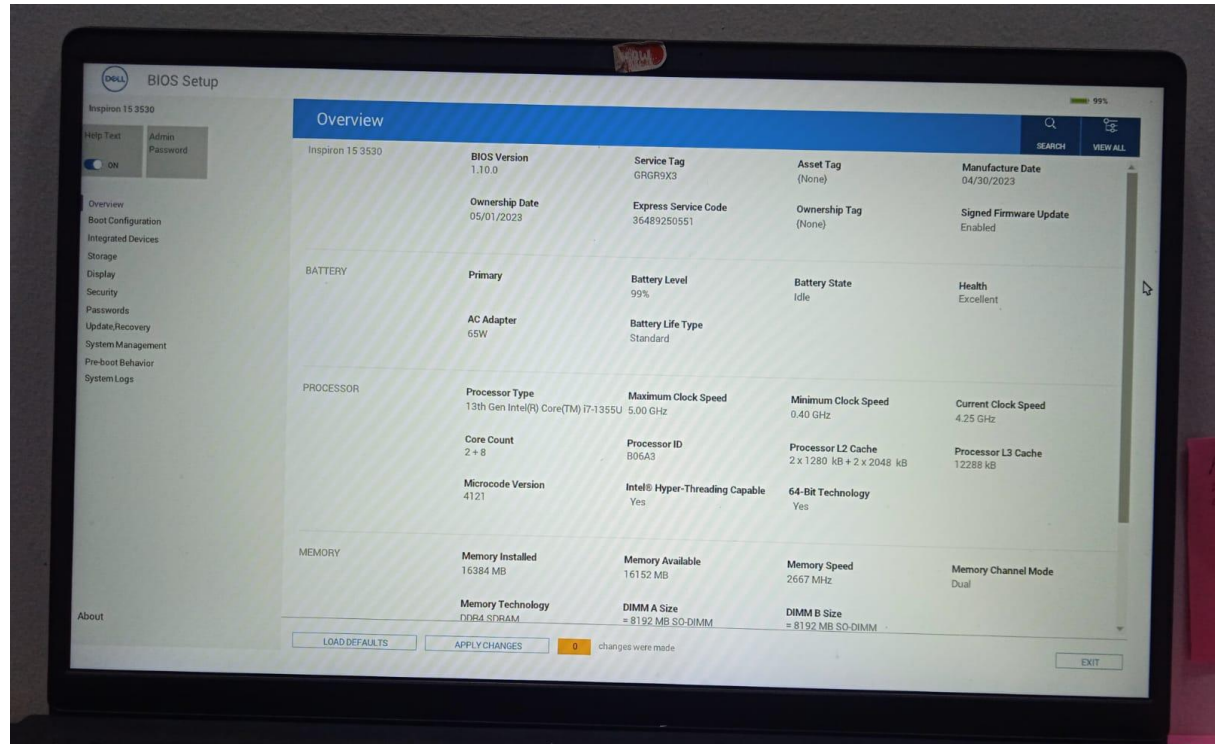 DELL BIOS Setup
99%
Inspiron 15 3530
Help Text
ON
Admin
Password
Overview
Boot Configuration
Integrated Devices
Storage
Display
Security
Passwords
Update,Recovery
System Management
Pre-boot Behavior
System Logs
About
Overview
SEARCH
VIEW ALL
Inspiron 15 3530
BIOS Version
1.10.0
Service Tag
GRGR9X3
Asset Tag
(None)
Manufacture Date
04/30/2023
Ownership Date
05/01/2023
Express Service Code
36489250551
Ownership Tag
(None)
Signed Firmware Update
Enabled
BATTERY
Primary
Battery Level
99%
Battery State
Idle
Health
Excellent
AC Adapter
65W
Battery Life Type
Standard
PROCESSOR
Processor Type
13th Gen Intel(R) Core(TM) i7-1355U
Maximum Clock Speed
5.00 GHz
Minimum Clock Speed
0.40 GHz
Current Clock Speed
4.25 GHz
Core Count
2 + 8
Processor ID
B06A3
Processor L2 Cache
2 x 1280 kB + 2 x 2048 kB
Processor L3 Cache
12288 kB
Microcode Version
4121
Intel® Hyper-Threading Capable
Yes
64-Bit Technology
Yes
MEMORY
Memory Installed
16384 MB
Memory Available
16152 MB
Memory Speed
2667 MHz
Memory Channel Mode
Dual
Memory Technology
DDR4 SDRAM
DIMM A Size
= 8192 MB SO-DIMM
DIMM B Size
= 8192 MB SO-DIMM
LOAD DEFAULTS
APPLY CHANGES
0 changes were made
EXIT